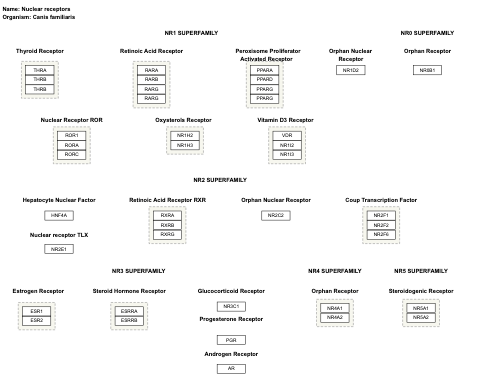 Name: Nuclear receptors
Organism: Canis familiaris
NR1 SUPERFAMILY
NR0 SUPERFAMILY
Thyroid Receptor
Retinoic Acid Receptor
Peroxisome Proliferator
Activated Receptor
Orphan Nuclear
Receptor
Orphan Receptor
THRA
THRB
THRB
RARA
RARB
RARG
RARG
PPARA
PPARD
PPARG
PPARG
NR1D2
NR0B1
Nuclear Receptor ROR
Oxysterols Receptor
Vitamin D3 Receptor
ROR1
RORA
RORC
NR1H2
NR1H3
VDR
NR1I2
NR1I3
NR2 SUPERFAMILY
Hepatocyte Nuclear Factor
Retinoic Acid Receptor RXR
Orphan Nuclear Receptor
Coup Transcription Factor
HNF4A
RXRA
RXRB
RXRG
NR2C2
NR2F1
NR2F2
NR2F6
Nuclear receptor TLX
NR2E1
NR3 SUPERFAMILY
NR4 SUPERFAMILY
NR5 SUPERFAMILY
Estrogen Receptor
Steroid Hormone Receptor
Glucocorticoid Receptor
Orphan Receptor
Steroidogenic Receptor
ESR1
ESR2
ESRRA
ESRRB
NR3C1
NR4A1
NR4A2
NR5A1
NR5A2
Progesterone Receptor
PGR
Androgen Receptor
AR